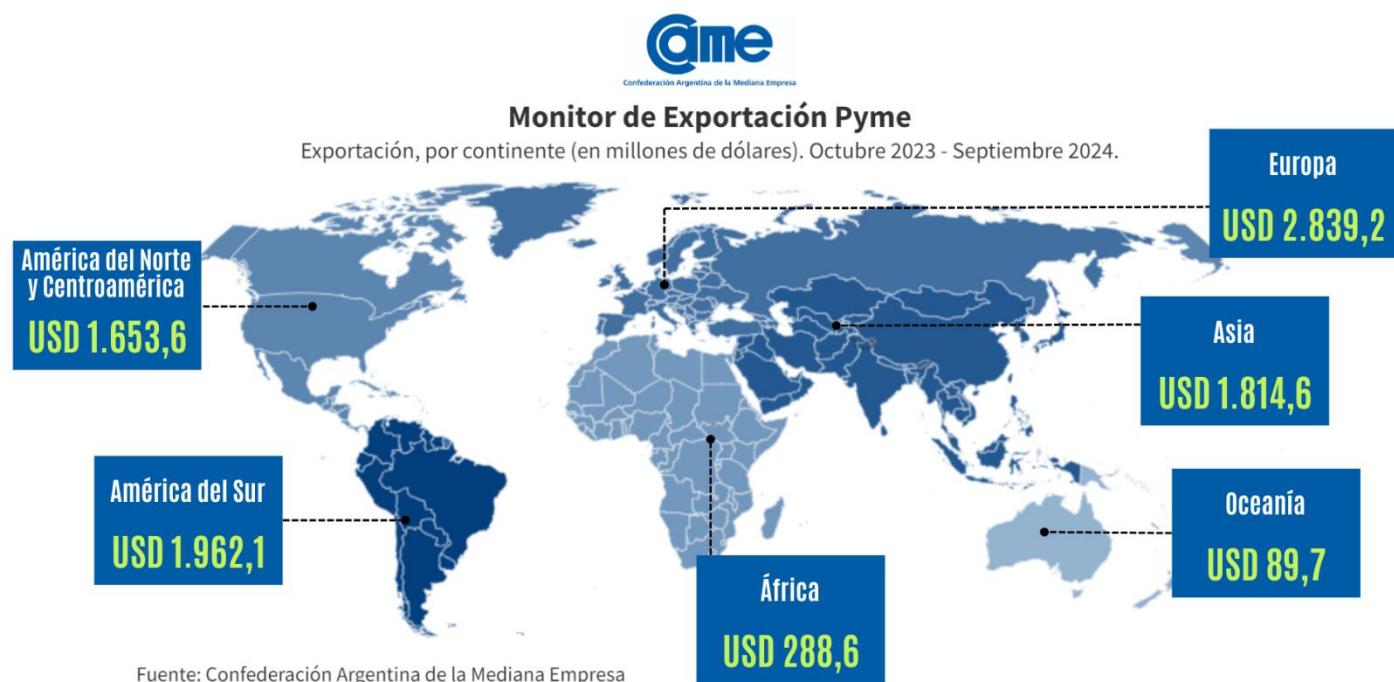 came
Confederación Argentina de la Mediana Empresa
Monitor de Exportación Pyme
Exportación, por continente (en millones de dólares). Octubre 2023 - Septiembre 2024.
Europa
USD 2.839,2
América del Norte
y Centroamérica
USD 1.653,6
Asia
USD 1.814,6
América del Sur
USD 1.962,1
Oceanía
USD 89,7
África
USD 288,6
Fuente: Confederación Argentina de la Mediana Empresa